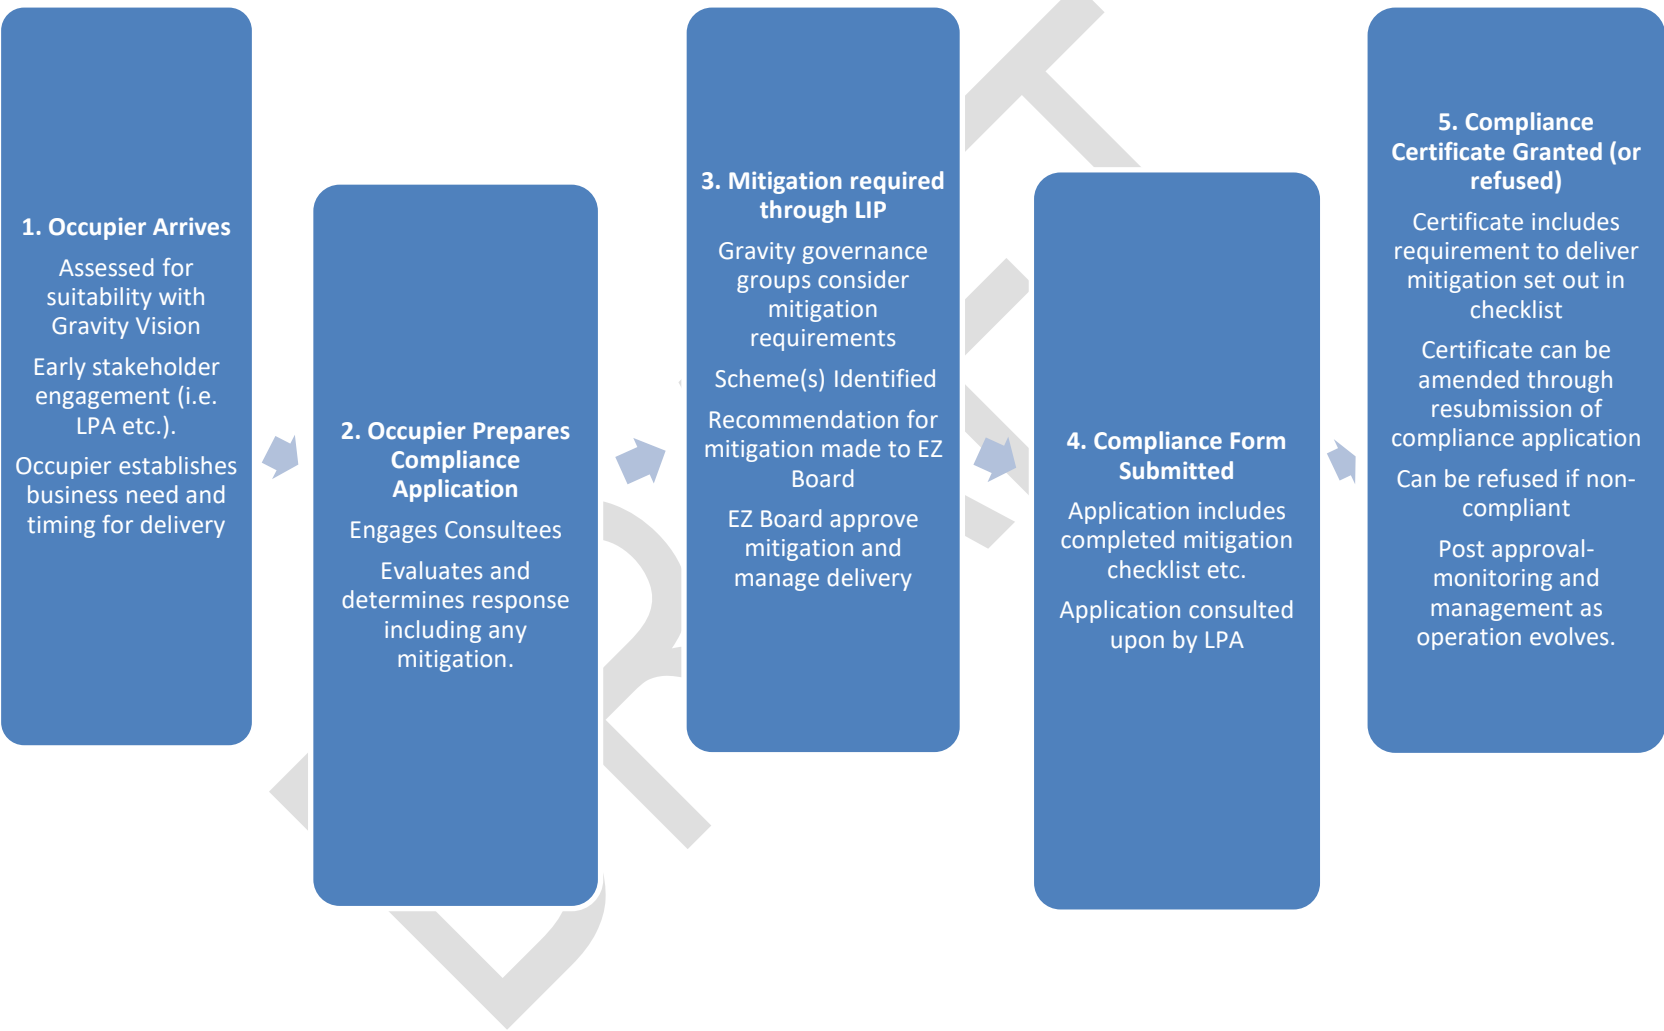 1. Occupier Arrives
Assessed for
suitability with
Gravity Vision
Early stakeholder
engagement (i.e.
LPA etc.).
Occupier establishes
business need and
timing for delivery
2. Occupier Prepares
Compliance
Application
Engages Consultees
Evaluates and
determines response
including any
mitigation.
3. Mitigation required
through LIP
Gravity governance
groups consider
mitigation
requirements
Scheme(s) Identified
Recommendation for
mitigation made to EZ
Board
EZ Board approve
mitigation and
manage delivery
4. Compliance Form
Submitted
Application includes
completed mitigation
checklist etc.
Application consulted
upon by LPA
5. Compliance
Certificate Granted (or
refused)
Certificate includes
requirement to deliver
mitigation set out in
checklist
Certificate can be
amended through
resubmission of
compliance application
Can be refused if non-
compliant
Post approval-
monitoring and
management as
operation evolves.